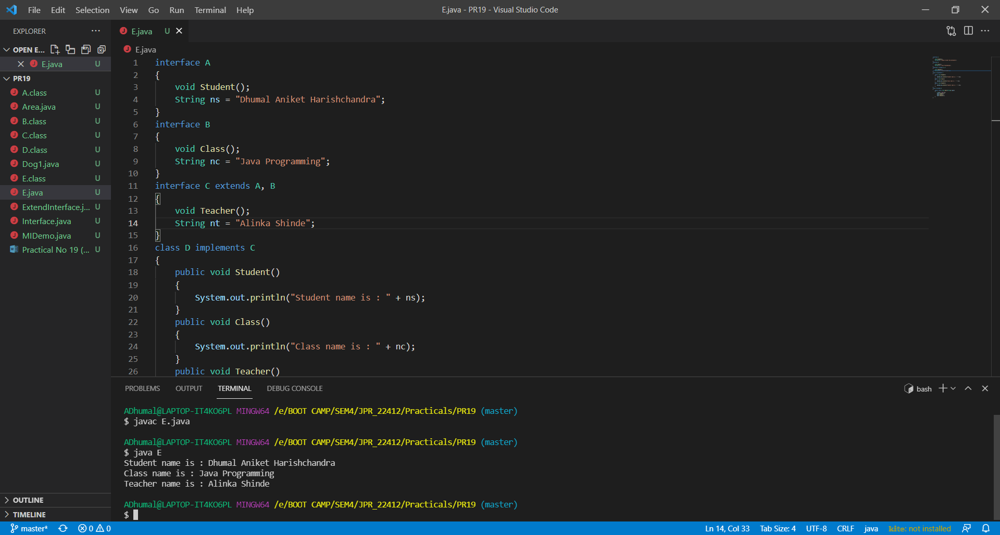 File Edit Selection View Go Run Terminal Help
E.java - PR19 - Visual Studio Code
EXPLORER
OPEN E...
E.java U
PR19
A.class U
Area.java U
B.class U
C.class U
D.class U
Dog1.java U
E.class U
E.java U
ExtendInterface.j... U
Interface.java U
MIDemo.java U
Practical No 19 (... U
OUTLINE
TIMELINE
E.java U
E.java
1 interface A
2 {
3 void Student();
4 String ns = "Dhumal Aniket Harishchandra";
5 }
6 interface B
7 {
8 void Class();
9 String nc = "Java Programming";
10 }
11 interface C extends A, B
12 {
13 void Teacher();
14 String nt = "Alinka Shinde";
15 }
16 class D implements C
17 {
18 public void Student()
19 {
20 System.out.println("Student name is : " + ns);
21 }
22 public void Class()
23 {
24 System.out.println("Class name is : " + nc);
25 }
26 public void Teacher()
PROBLEMS OUTPUT TERMINAL DEBUG CONSOLE
bash
ADhumal@LAPTOP-IT4KO6PL MINGW64 /e/BOOT CAMP/SEM4/JPR_22412/Practicals/PR19 (master)
$ javac E.java
ADhumal@LAPTOP-IT4KO6PL MINGW64 /e/BOOT CAMP/SEM4/JPR_22412/Practicals/PR19 (master)
$ java E
Student name is : Dhumal Aniket Harishchandra
Class name is : Java Programming
Teacher name is : Alinka Shinde
ADhumal@LAPTOP-IT4KO6PL MINGW64 /e/BOOT CAMP/SEM4/JPR_22412/Practicals/PR19 (master)
$
master* 0 0 Ln 14, Col 33 Tab Size: 4 UTF-8 CRLF java kite: not installed